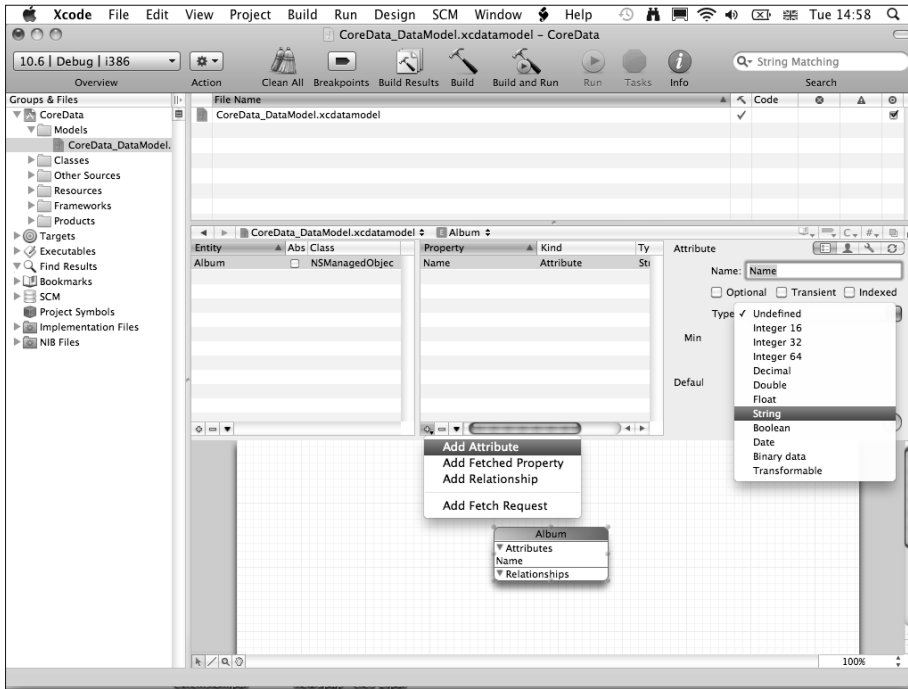 Xcode File Edit View Project Build Run Design SCM Window Help Tue 14:58
CoreData_DataModel.xcdatamodel – CoreData
10.6 | Debug | i386
Overview Action Clean All Breakpoints Build Results Build Build and Run Run Tasks Info Search
String Matching
Groups & Files
CoreData
Models
CoreData_DataModel.
Classes
Other Sources
Resources
Frameworks
Products
Targets
Executables
Find Results
Bookmarks
SCM
Project Symbols
Implementation Files
NIB Files
File Name Code
CoreData_DataModel.xcdatamodel
CoreData_DataModel.xcdatamodel Album
Entity Abs Class
Album NSManagedObjec
Property Kind Ty
Name Attribute Str
Attribute
Name: Name
Optional Transient Indexed
Type Undefined
Integer 16
Integer 32
Integer 64
Decimal
Double
Float
String
Boolean
Date
Binary data
Transformable
Min
Defaul
Add Attribute
Add Fetched Property
Add Relationship
Add Fetch Request
Album
Attributes
Name
Relationships
100%